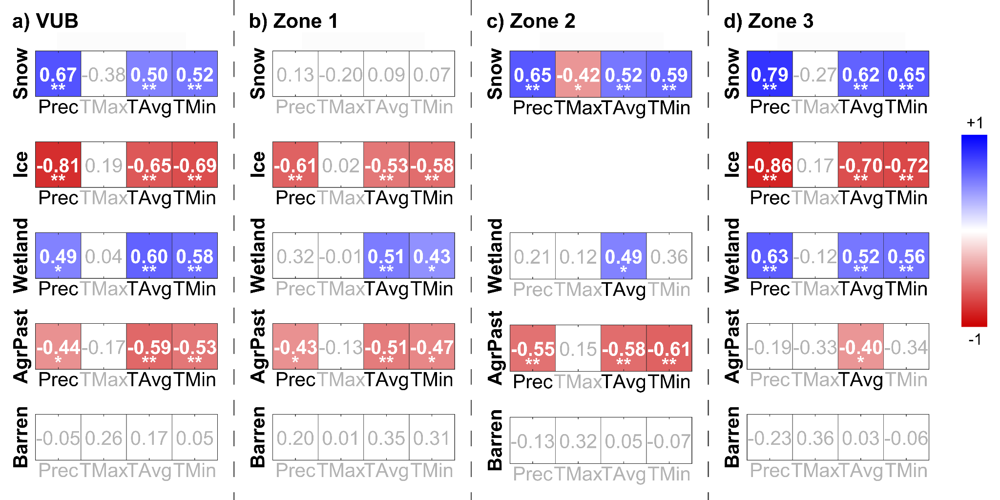 a) VUB
Snow
0.67 -0.38 0.50 0.52
** ** **
Prec TMax TAvg TMin
Ice
-0.81 0.19 -0.65 -0.69
** ** **
Prec TMax TAvg TMin
Wetland
0.49 0.04 0.60 0.58
* ** **
Prec TMax TAvg TMin
AgrPast
-0.44 -0.17 -0.59 -0.53
* ** **
Prec TMax TAvg TMin
Barren
-0.05 0.26 0.17 0.05
Prec TMax TAvg TMin
b) Zone 1
Snow
0.13 -0.20 0.09 0.07
Prec TMax TAvg TMin
Ice
-0.61 0.02 -0.53 -0.58
** ** **
Prec TMax TAvg TMin
Wetland
0.32 -0.01 0.51 0.43
** *
Prec TMax TAvg TMin
AgrPast
-0.43 -0.13 -0.51 -0.47
* ** *
Prec TMax TAvg TMin
Barren
0.20 0.01 0.35 0.31
Prec TMax TAvg TMin
c) Zone 2
Snow
0.65 -0.42 0.52 0.59
** * ** **
Prec TMax TAvg TMin
Wetland
0.21 0.12 0.49 0.36
*
Prec TMax TAvg TMin
AgrPast
-0.55 0.15 -0.58 -0.61
** ** **
Prec TMax TAvg TMin
Barren
-0.13 0.32 0.05 -0.07
Prec TMax TAvg TMin
d) Zone 3
Snow
0.79 -0.27 0.62 0.65
** ** **
Prec TMax TAvg TMin
Ice
-0.86 0.17 -0.70 -0.72
** ** **
Prec TMax TAvg TMin
Wetland
0.63 -0.12 0.52 0.56
** ** **
Prec TMax TAvg TMin
AgrPast
-0.19 -0.33 -0.40 -0.34
*
Prec TMax TAvg TMin
Barren
-0.23 0.36 0.03 -0.06
Prec TMax TAvg TMin
+1
-1